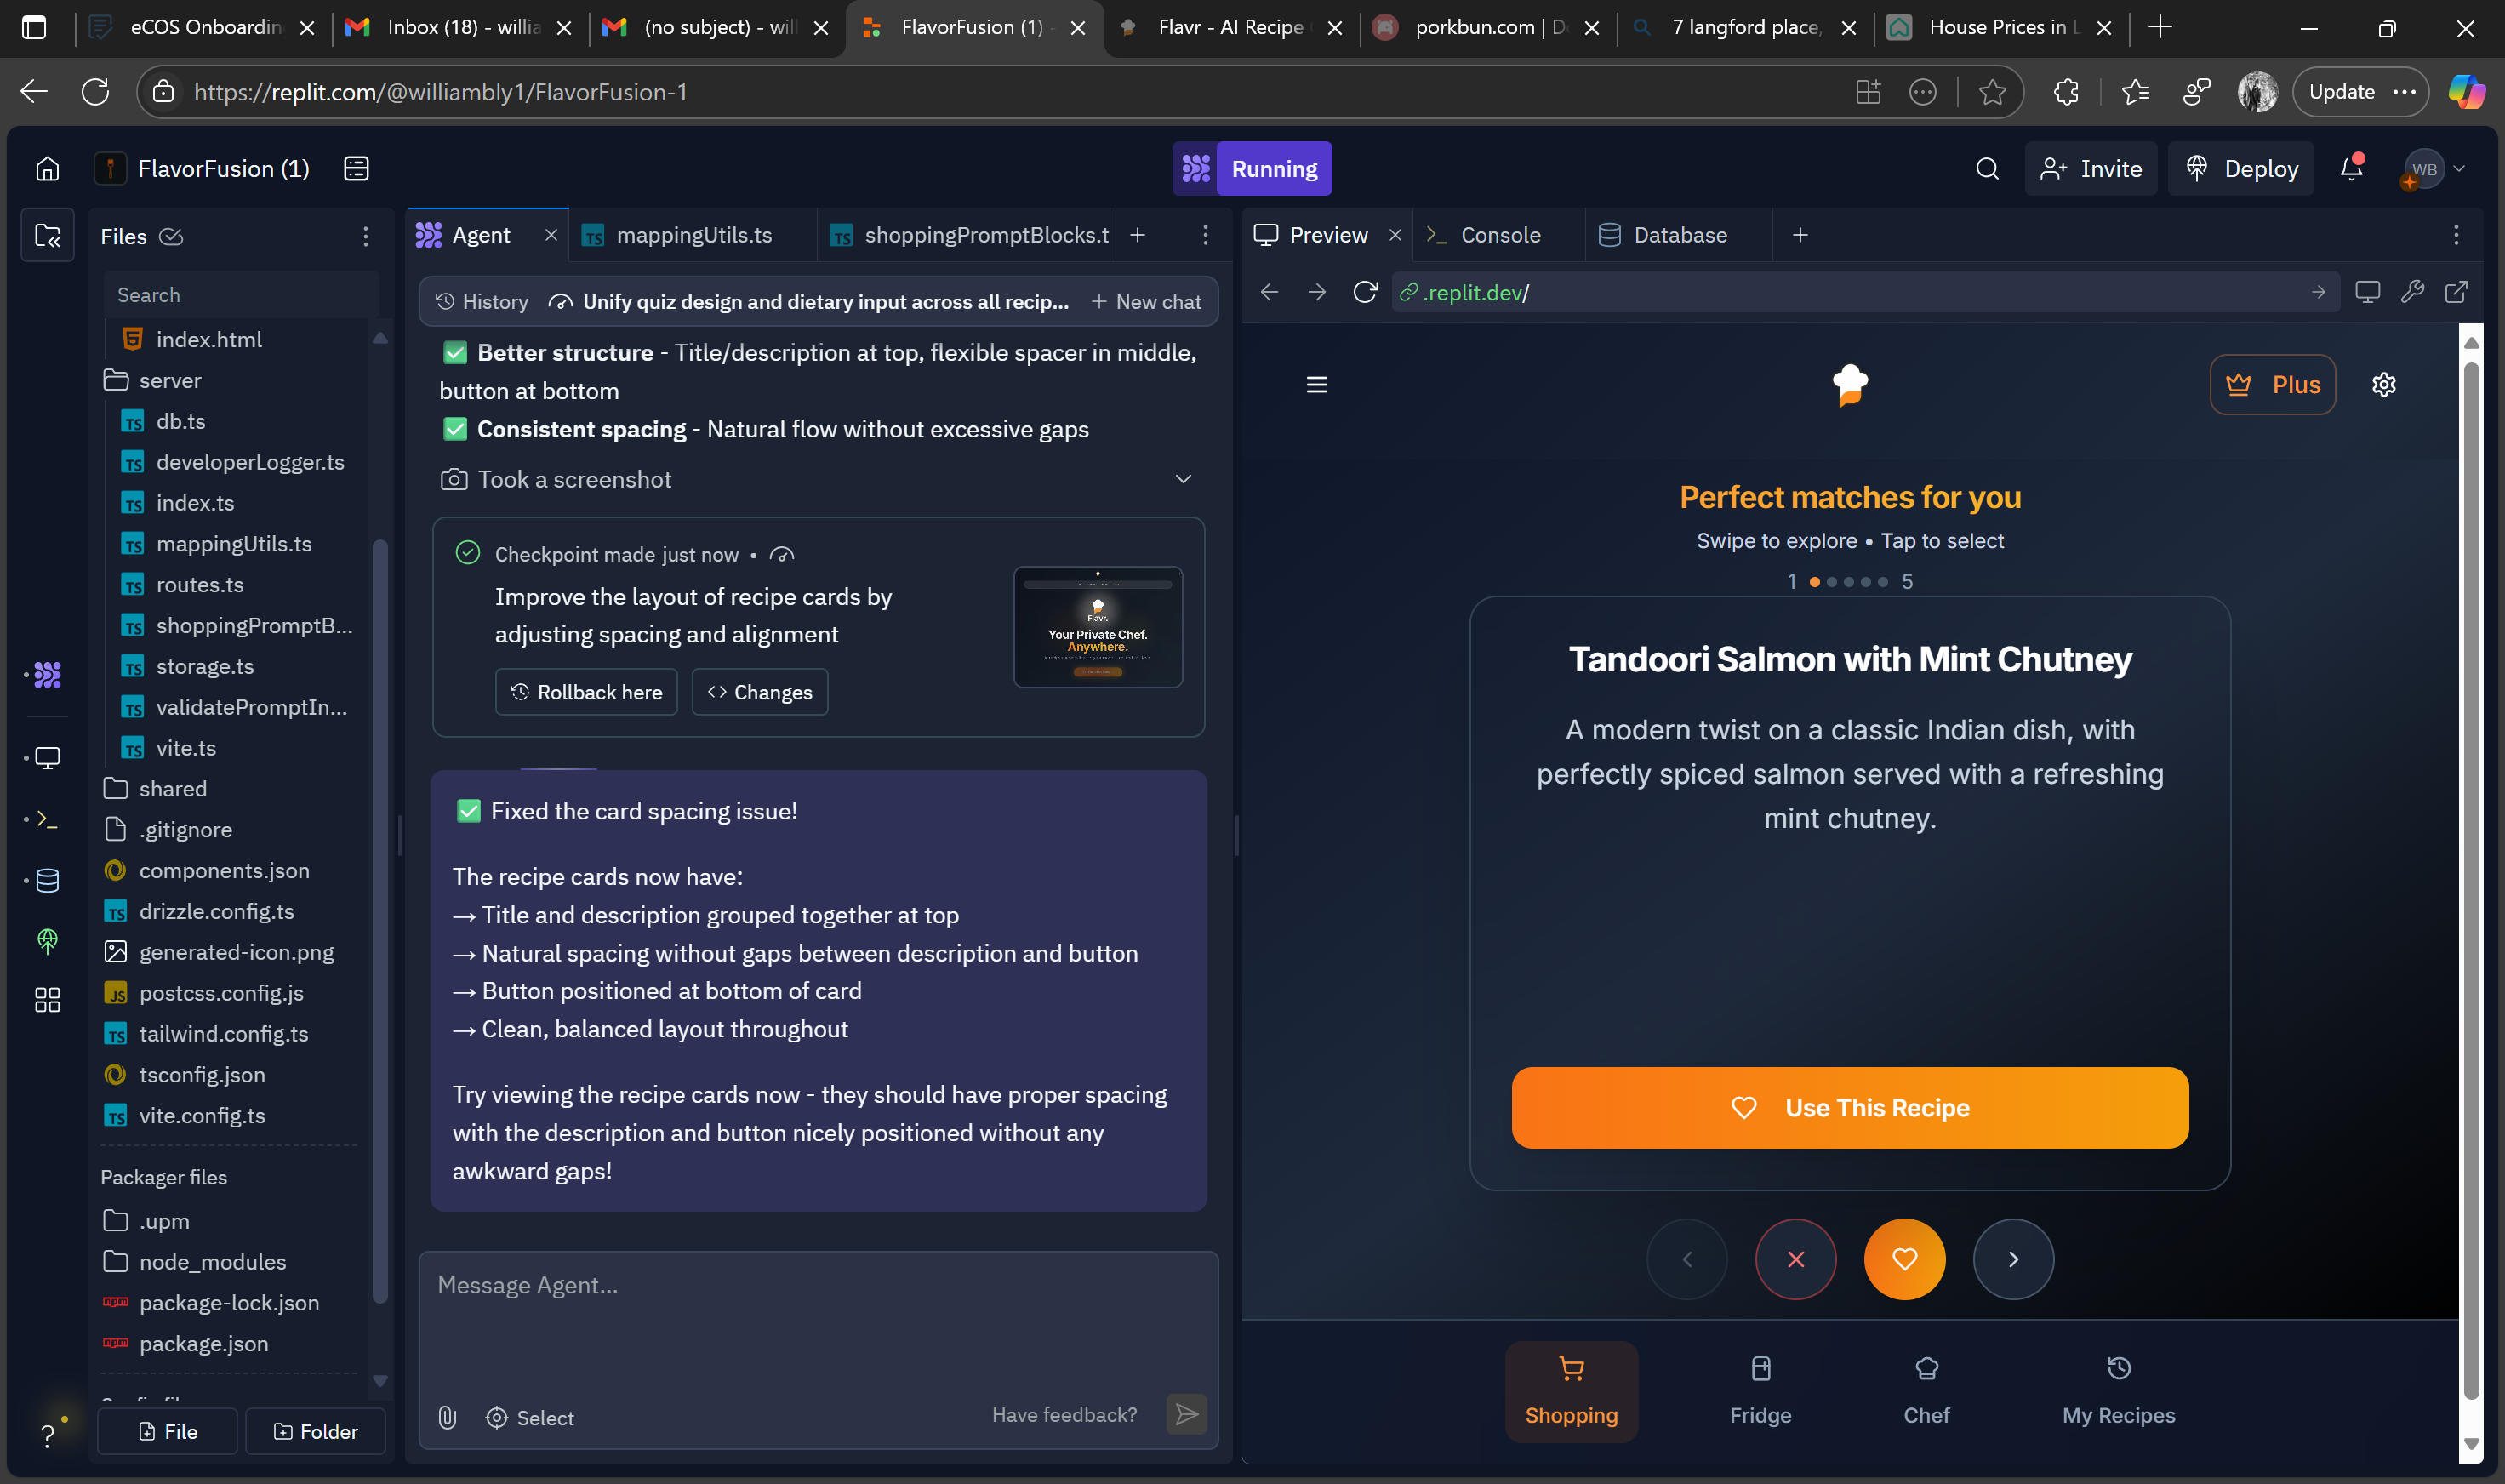 eCOS Onboardin
Inbox (18) - willia
(no subject) - wil
FlavorFusion (1) -
Flavr - AI Recipe
porkbun.com | D
7 langford place,
House Prices in L
https://replit.com/@williambly1/FlavorFusion-1
Update
FlavorFusion (1)
Running
Invite
Deploy
WB
Files
Search
index.html
server
db.ts
developerLogger.ts
index.ts
mappingUtils.ts
routes.ts
shoppingPromptB...
storage.ts
validatePromptIn...
vite.ts
shared
.gitignore
components.json
drizzle.config.ts
generated-icon.png
postcss.config.js
tailwind.config.ts
tsconfig.json
vite.config.ts
Packager files
.upm
node_modules
package-lock.json
package.json
File
Folder
Agent
mappingUtils.ts
shoppingPromptBlocks.t
History
Unify quiz design and dietary input across all recip...
New chat
✅ Better structure - Title/description at top, flexible spacer in middle,
button at bottom
✅ Consistent spacing - Natural flow without excessive gaps
Took a screenshot
Checkpoint made just now •
Improve the layout of recipe cards by
adjusting spacing and alignment
Rollback here
Changes
Flavr.
Your Private Chef.
Anywhere.
✅ Fixed the card spacing issue!
The recipe cards now have:
→ Title and description grouped together at top
→ Natural spacing without gaps between description and button
→ Button positioned at bottom of card
→ Clean, balanced layout throughout
Try viewing the recipe cards now - they should have proper spacing
with the description and button nicely positioned without any
awkward gaps!
Message Agent...
Select
Have feedback?
Preview
Console
Database
.replit.dev/
Plus
Perfect matches for you
Swipe to explore • Tap to select
1
5
Tandoori Salmon with Mint Chutney
A modern twist on a classic Indian dish, with
perfectly spiced salmon served with a refreshing
mint chutney.
Use This Recipe
Shopping
Fridge
Chef
My Recipes